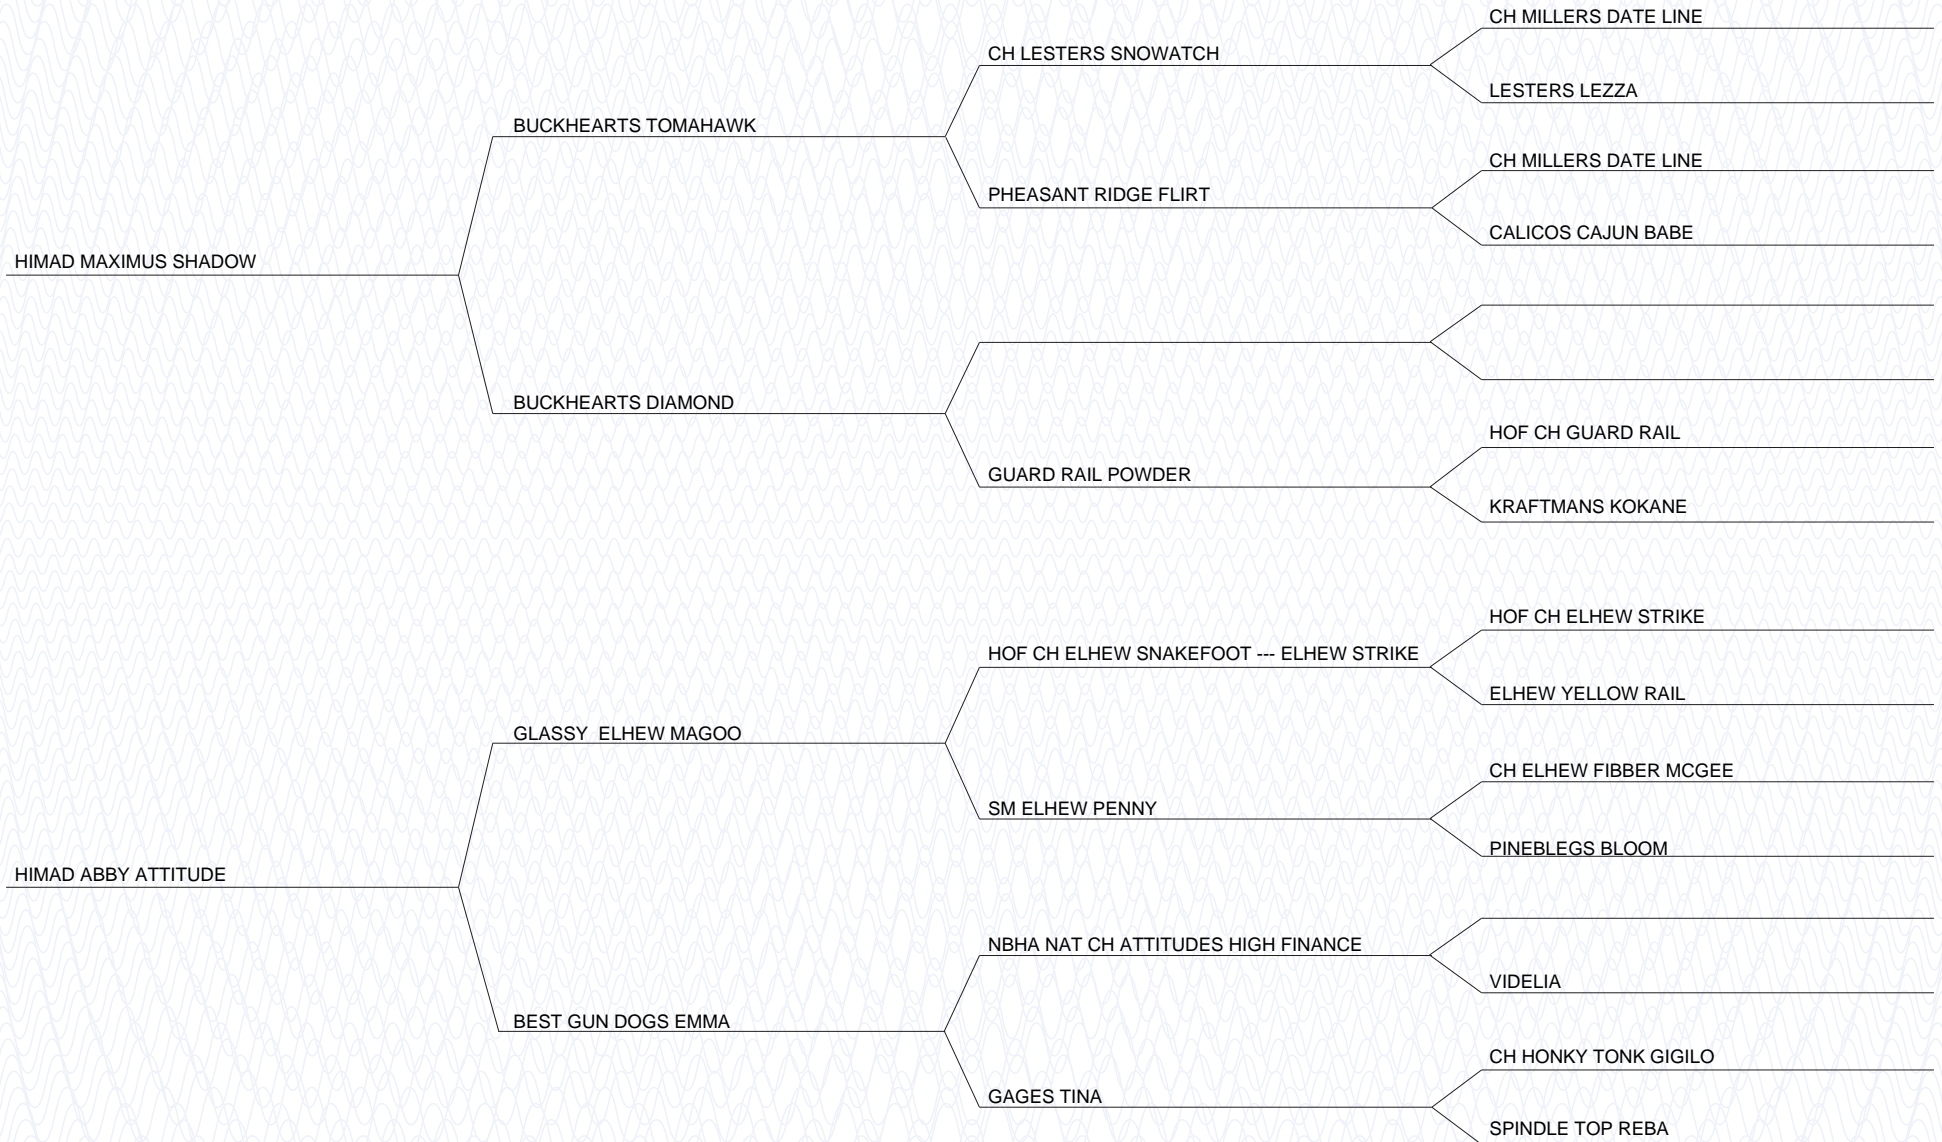 CH MILLERS DATE LINE
CH LESTERS SNOWATCH
LESTERS LEZZA
BUCKHEARTS TOMAHAWK
CH MILLERS DATE LINE
PHEASANT RIDGE FLIRT
CALICOS CAJUN BABE
HIMAD MAXIMUS SHADOW
BUCKHEARTS DIAMOND
HOF CH GUARD RAIL
GUARD RAIL POWDER
KRAFTMANS KOKANE
HOF CH ELHEW STRIKE
HOF CH ELHEW SNAKEFOOT --- ELHEW STRIKE
ELHEW YELLOW RAIL
GLASSY  ELHEW MAGOO
CH ELHEW FIBBER MCGEE
SM ELHEW PENNY
PINEBLEGS BLOOM
HIMAD ABBY ATTITUDE
NBHA NAT CH ATTITUDES HIGH FINANCE
VIDELIA
BEST GUN DOGS EMMA
CH HONKY TONK GIGILO
GAGES TINA
SPINDLE TOP REBA